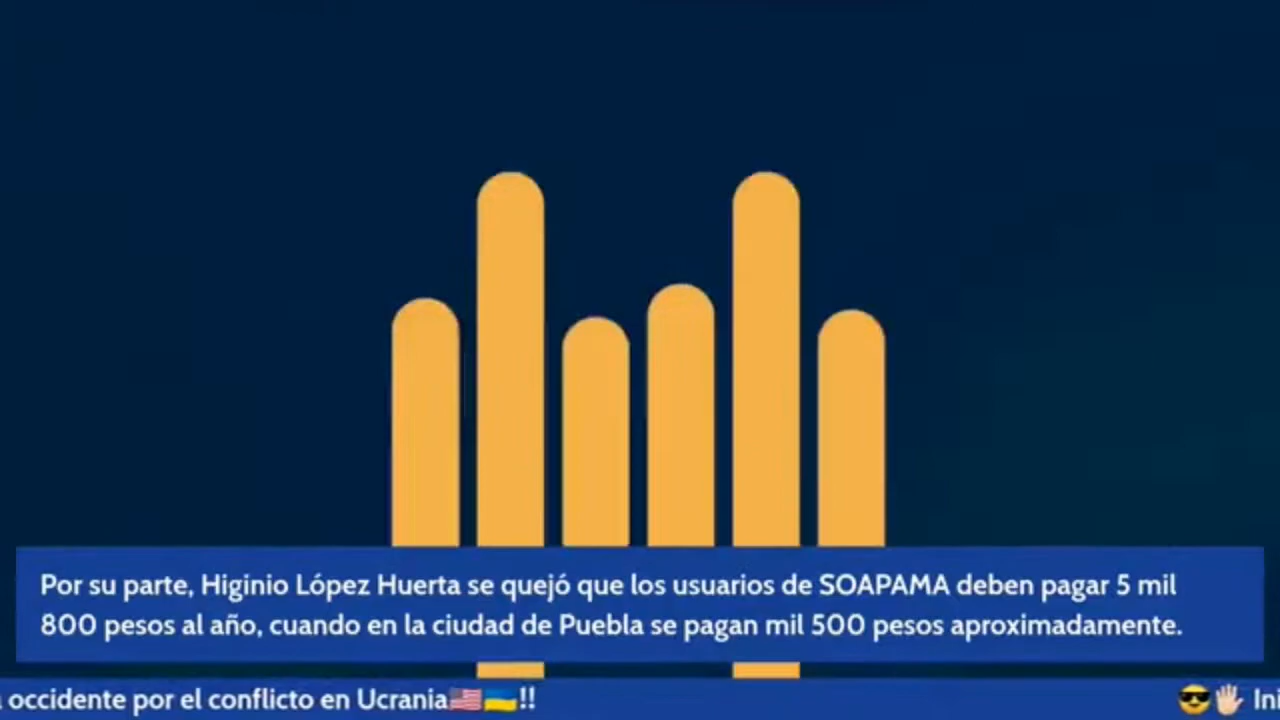 Por su parte, Higinio López Huerta se quejó que los usuarios de SOAPAMA deben pagar 5 mil
800 pesos al año, cuando en la ciudad de Puebla se pagan mil 500 pesos aproximadamente.
occidente por el conflicto en Ucrania🇺🇸🇺🇦!! 😎🖐🏻